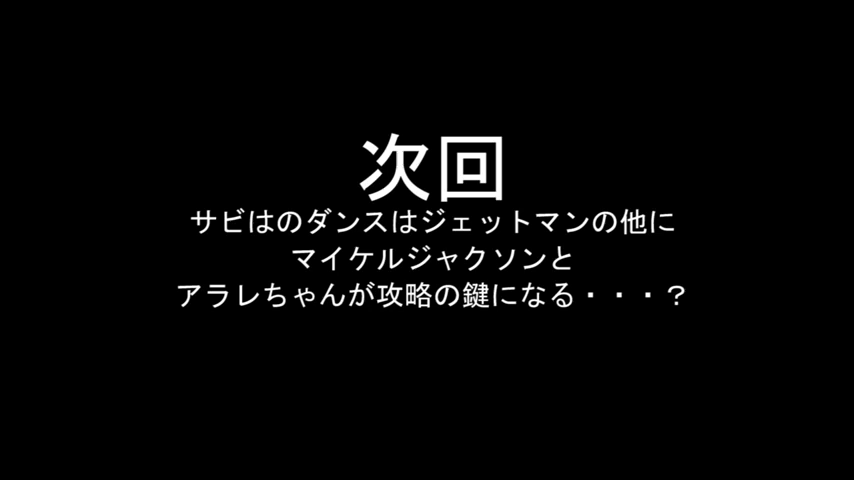 次回
サビはのダンスはジェットマンの他に
マイケルジャクソンと
アラレちゃんが攻略の鍵になる・・・？